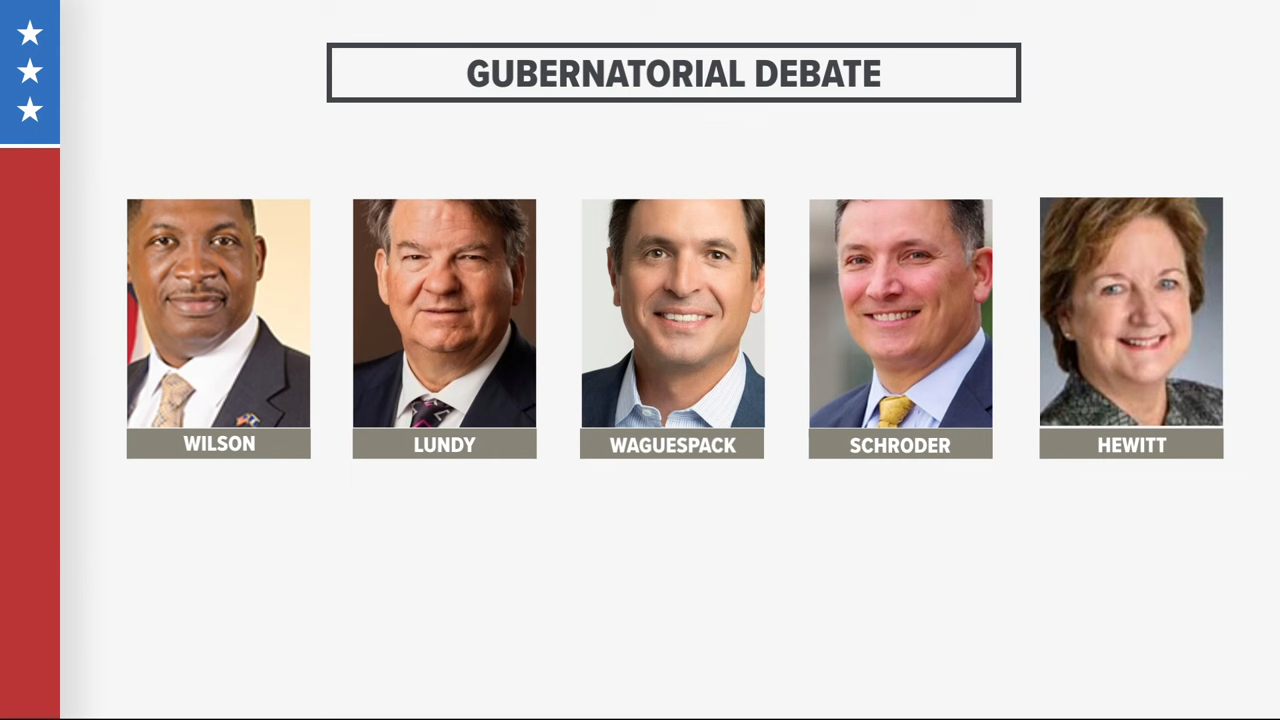 GUBERNATORIAL DEBATE
WILSON
LUNDY
WAGUESPACK
SCHRODER
HEWITT